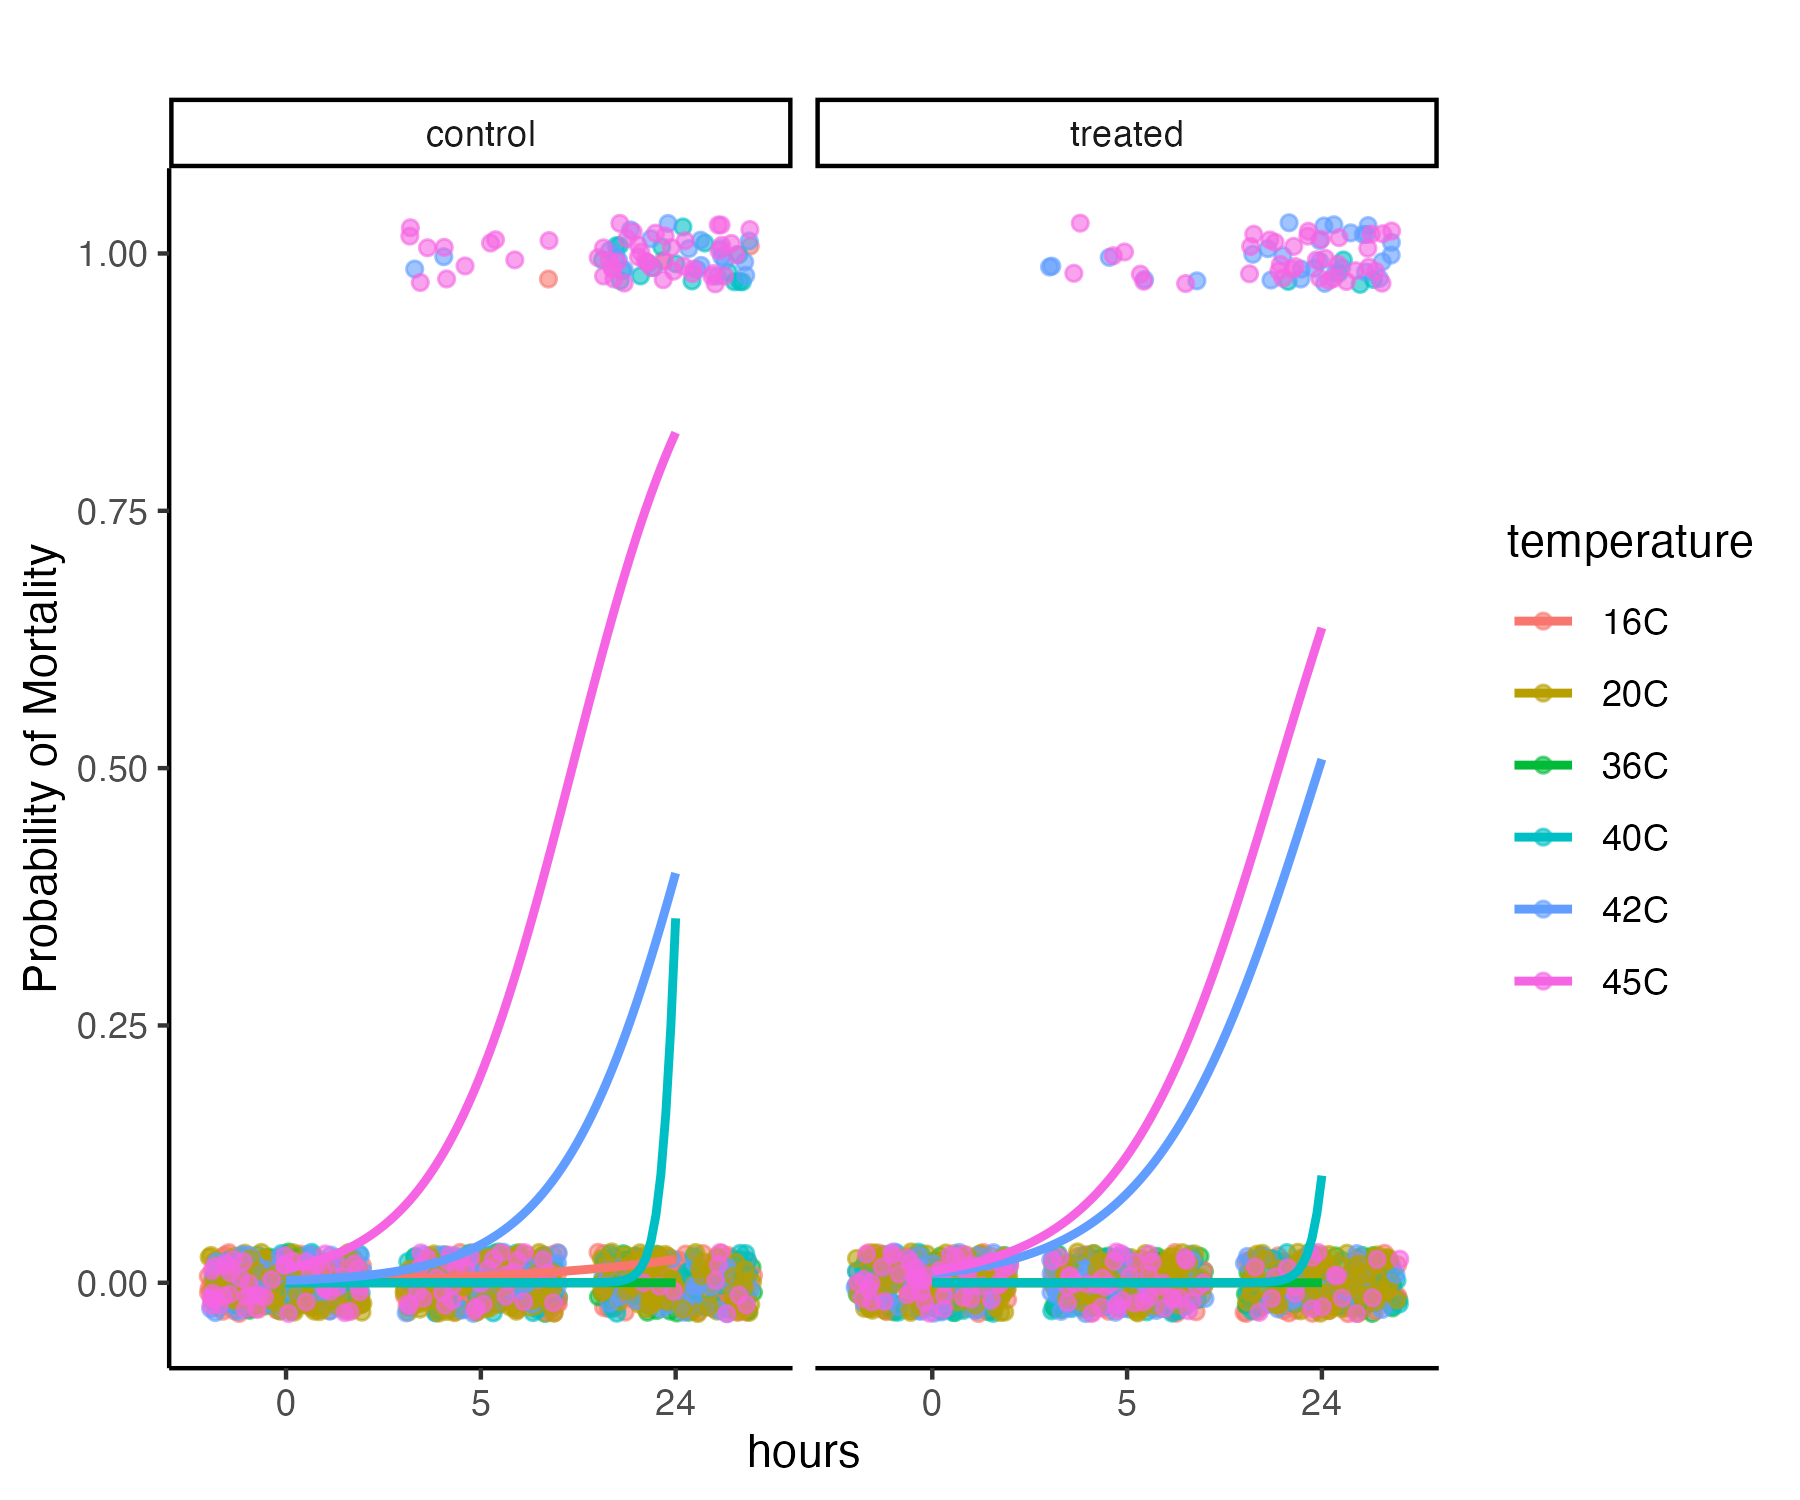 control
treated
1.00
0.75
0.50
0.25
0.00
Probability of Mortality
0
5
24
0
5
24
hours
temperature
16C
20C
36C
40C
42C
45C